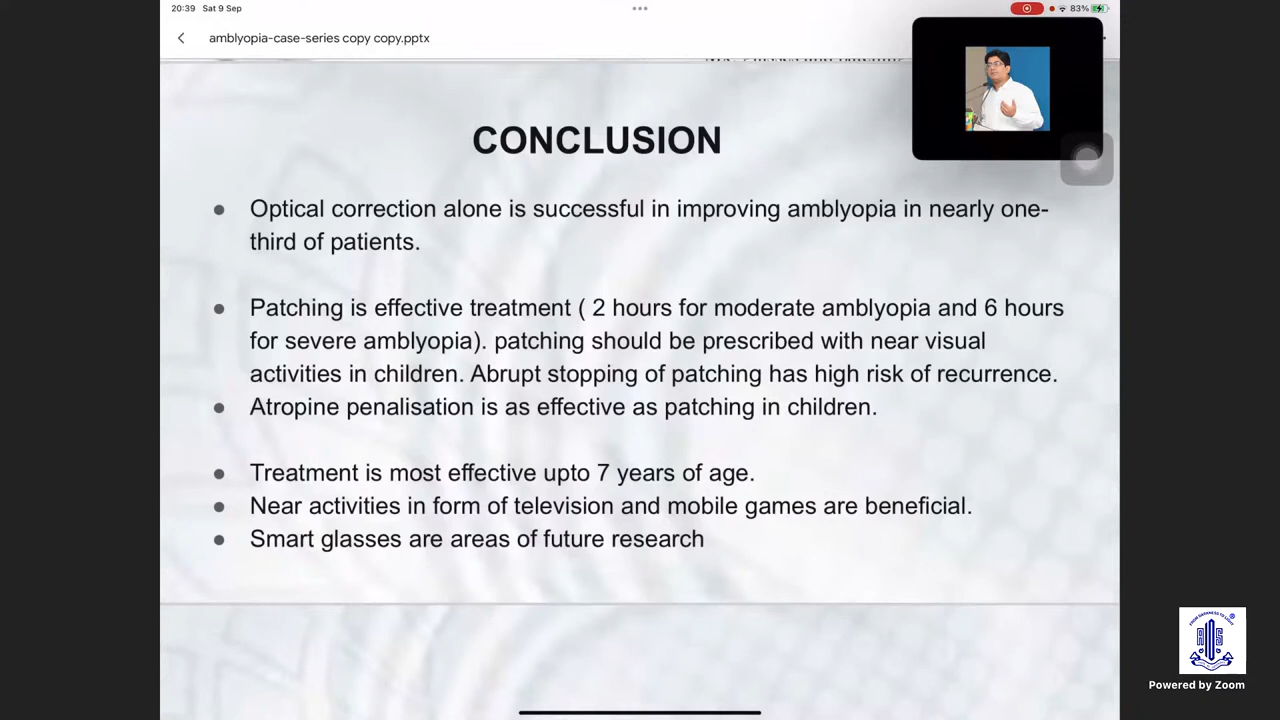 20:39 Sat 9 Sep
83%
amblyopia-case-series copy copy.pptx
CONCLUSION
• Optical correction alone is successful in improving amblyopia in nearly one-
third of patients.
• Patching is effective treatment ( 2 hours for moderate amblyopia and 6 hours
for severe amblyopia). patching should be prescribed with near visual
activities in children. Abrupt stopping of patching has high risk of recurrence.
• Atropine penalisation is as effective as patching in children.
• Treatment is most effective upto 7 years of age.
• Near activities in form of television and mobile games are beneficial.
• Smart glasses are areas of future research
Powered by Zoom